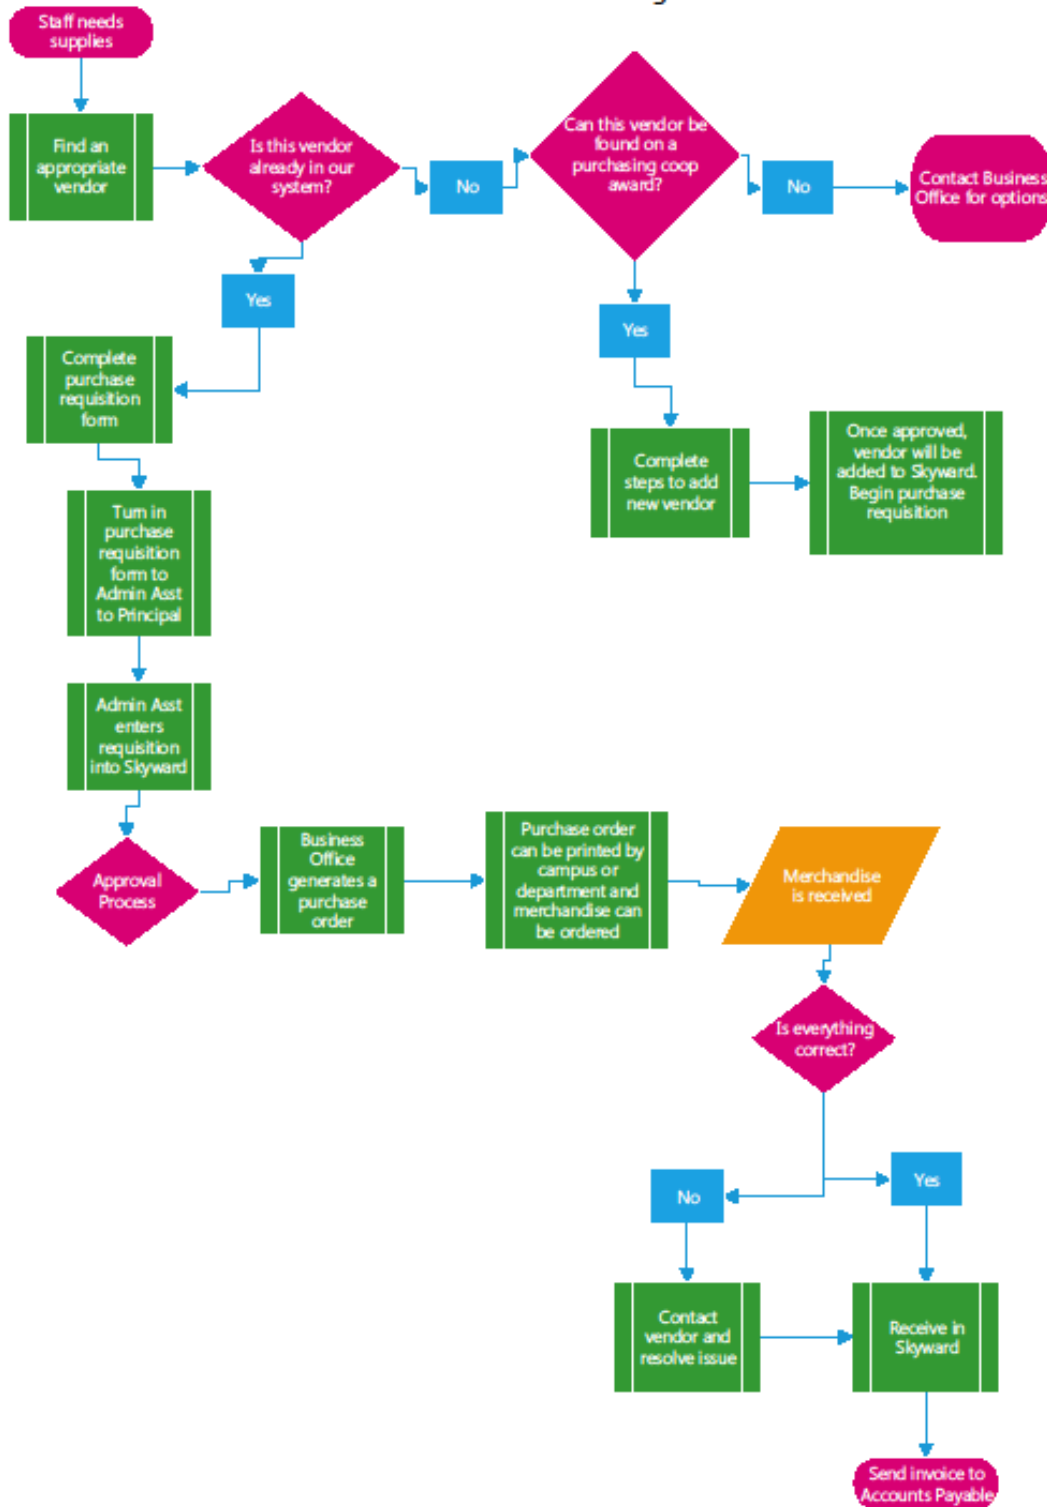 Staff needs
supplies
Find an
appropriate
vendor
Is this vendor
already in our
system?
No
Can this vendor be
found on a
purchasing coop
award?
No
Contact Business
Office for options
Yes
Yes
Complete
purchase
requisition
form
Complete
steps to add
new vendor
Once approved,
vendor will be
added to Skyward.
Begin purchase
requisition
Turn in
purchase
requisition
form to
Admin Asst
to Principal
Admin Asst
enters
requisition
into Skyward
Approval
Process
Business
Office
generates a
purchase
order
Purchase order
can be printed by
campus or
department and
merchandise can
be ordered
Merchandise
is received
Is everything
correct?
No
Yes
Contact
vendor and
resolve issue
Receive in
Skyward
Send invoice to
Accounts Payable